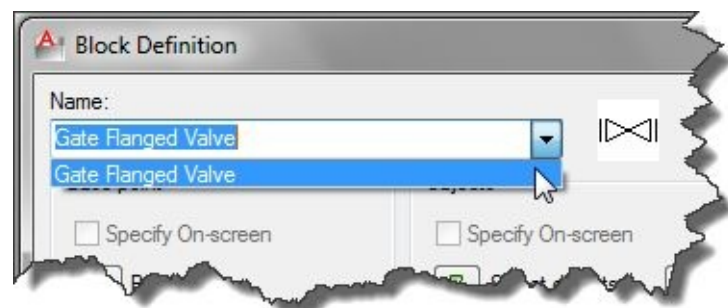 Block Definition
Name:
Gate Flanged Valve
Gate Flanged Valve
Specify On-screen
Specify On-screen